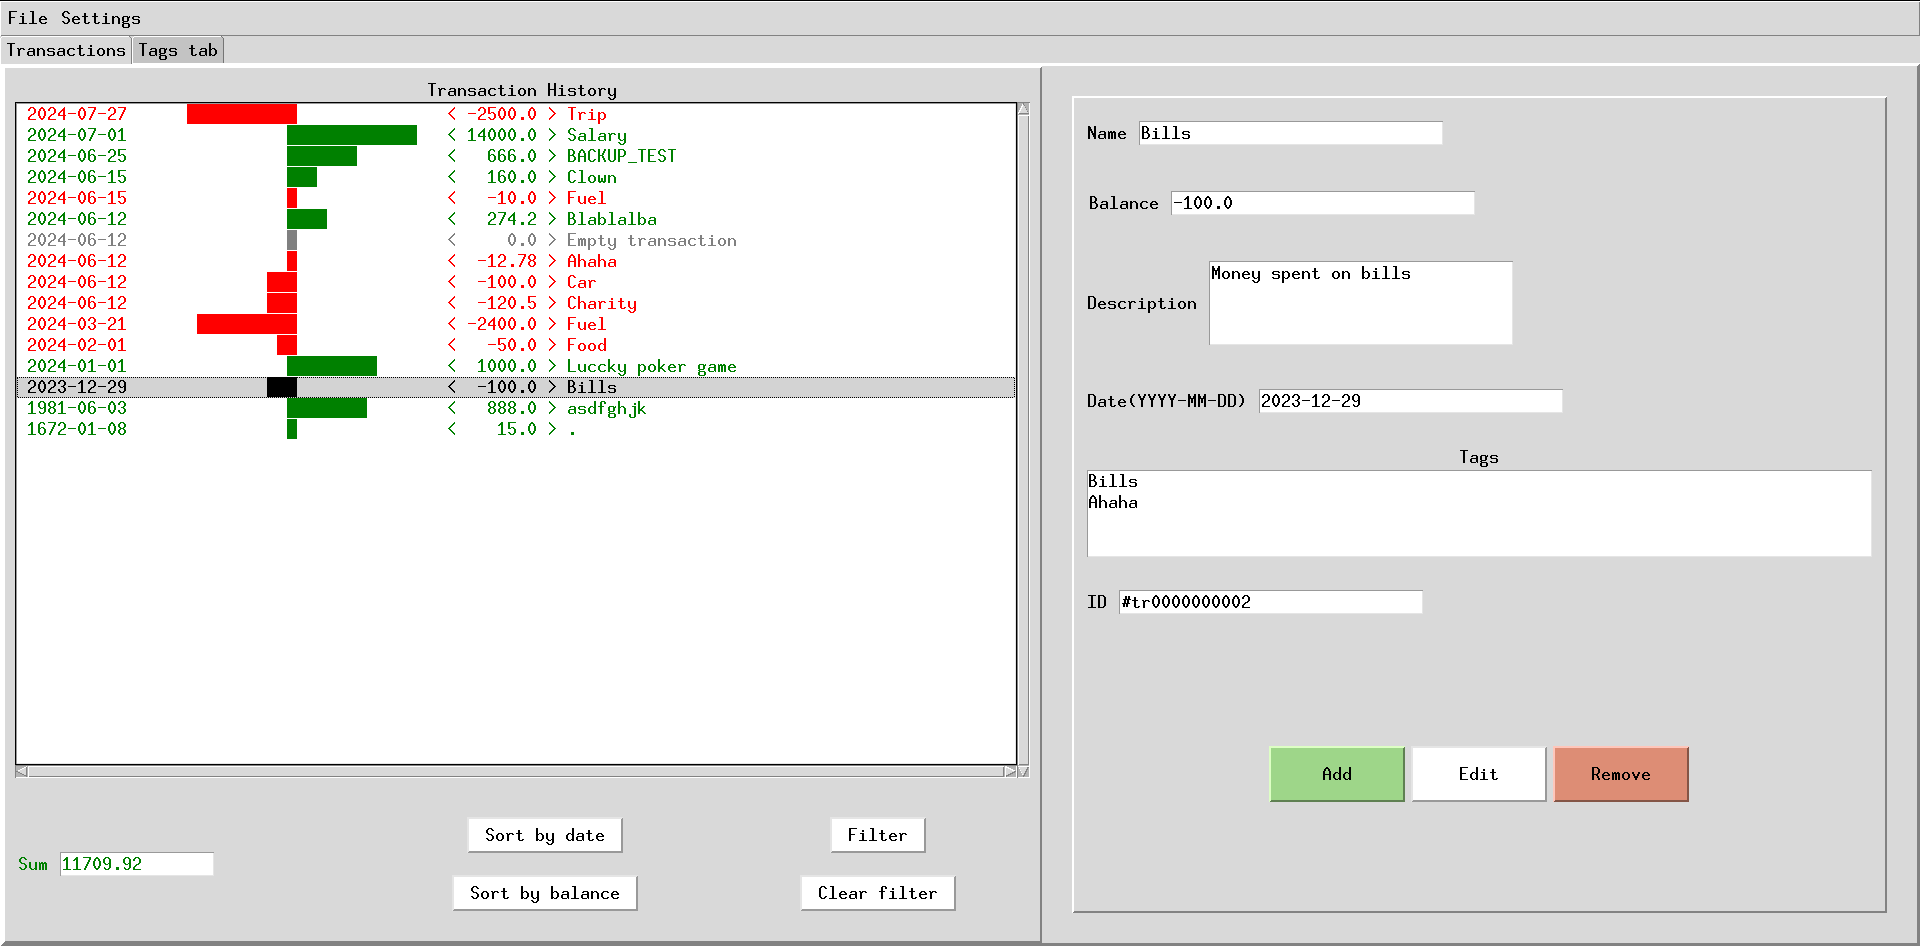 File Settings
Transactions Tags tab
Transaction History
2024-07-27 < -2500.0 > Trip
2024-07-01 < 14000.0 > Salary
2024-06-25 < 666.0 > BACKUP_TEST
2024-06-15 < 160.0 > Clown
2024-06-15 < -10.0 > Fuel
2024-06-12 < 274.2 > Blablalba
2024-06-12 < 0.0 > Empty transaction
2024-06-12 < -12.78 > Ahaha
2024-06-12 < -100.0 > Car
2024-06-12 < -120.5 > Charity
2024-03-21 < -2400.0 > Fuel
2024-02-01 < -50.0 > Food
2024-01-01 < 1000.0 > Luccky poker game
2023-12-29 < -100.0 > Bills
1981-06-03 < 888.0 > asdfghjk
1672-01-08 < 15.0 > .
Sum 11709.92
Sort by date
Sort by balance
Filter
Clear filter
Name Bills
Balance -100.0
Description Money spent on bills
Date(YYYY-MM-DD) 2023-12-29
Tags
Bills
Ahaha
ID #tr0000000002
Add Edit Remove